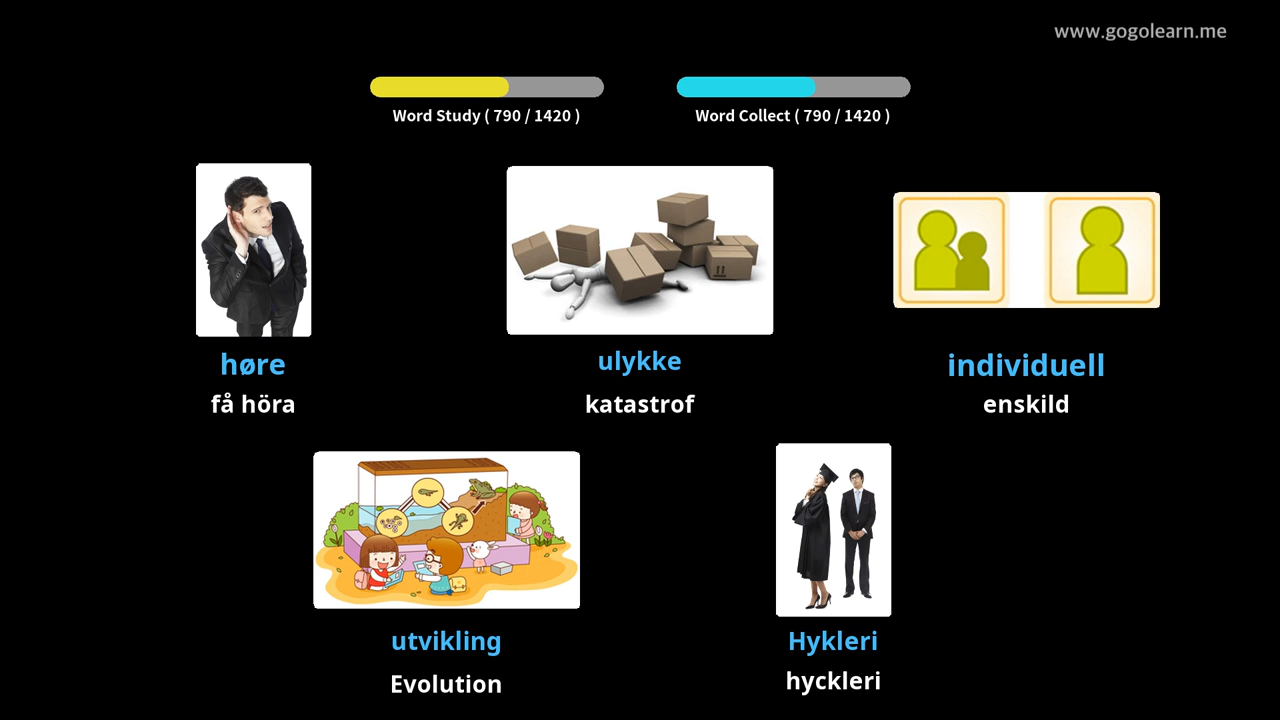 www.gogolearn.me
Word Study ( 790 / 1420 )
Word Collect ( 790 / 1420 )
høre
få höra
ulykke
katastrof
individuell
enskild
utvikling
Evolution
Hykleri
hyckleri